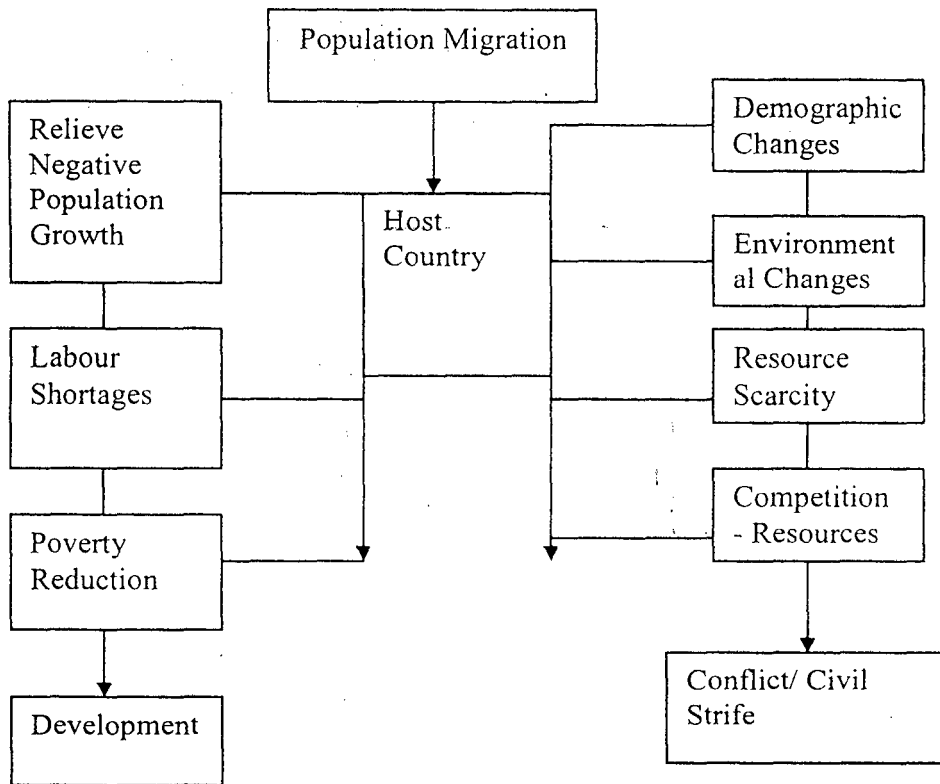 Population Migration
Relieve
Negative
Population
Growth
Labour
Shortages
Poverty
Reduction
Development
Host
Country
Demographic
Changes
Environment
al Changes
Resource
Scarcity
Competition
- Resources
Conflict/ Civil
Strife